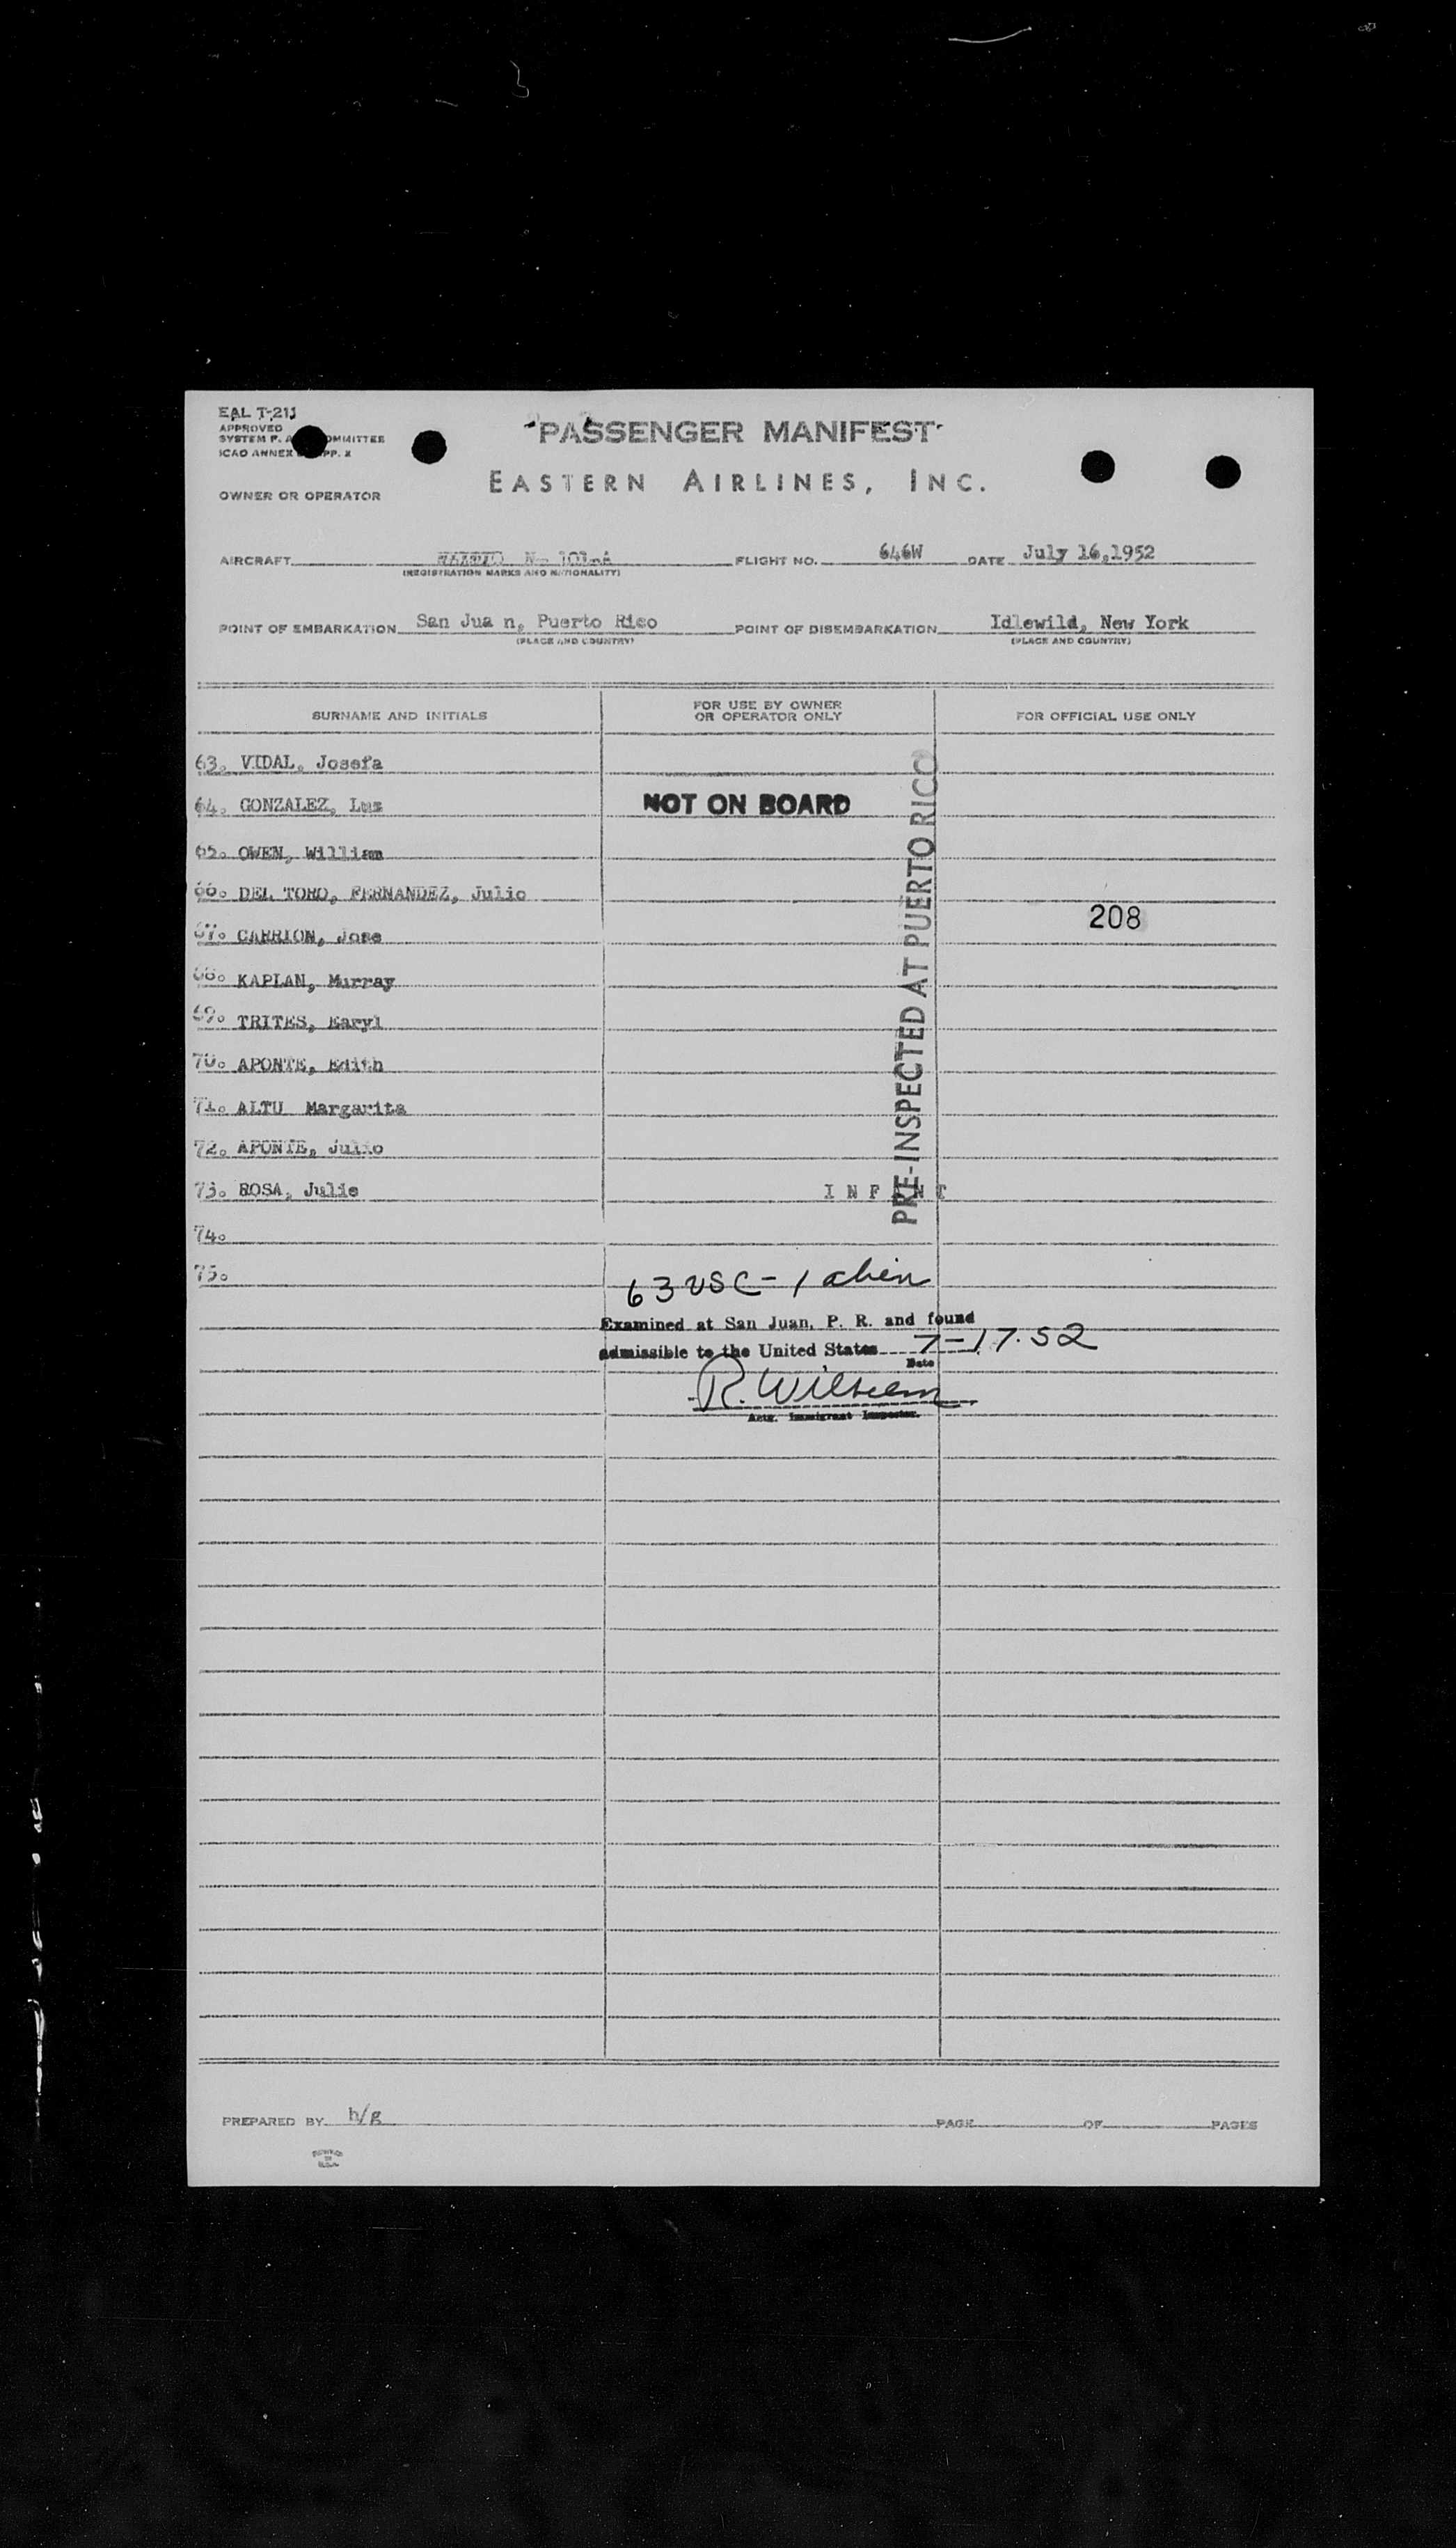 EAL T-211
APPROVED
SYSTEM F. A. COMMITTEE
ICAO ANNEX APP. X
PASSENGER MANIFEST
EASTERN AIRLINES, INC.
OWNER OR OPERATOR
AIRCRAFT N- 101-A FLIGHT NO. 646W DATE July 16,1952
(REGISTRATION MARKS AND NATIONALITY)
POINT OF EMBARKATION San Jua n, Puerto Rico POINT OF DISEMBARKATION Idlewild, New York
(PLACE AND COUNTRY) (PLACE AND COUNTRY)
SURNAME AND INITIALS FOR USE BY OWNER OR OPERATOR ONLY FOR OFFICIAL USE ONLY
63. VIDAL, Josefa
64. GONZALEZ, Luz NOT ON BOARD
65. OWEN, William
66. DEL TORO, FERNANDEZ, Julio
208
67. CARRION, Jose
68. KAPLAN, Murray
69. TRITES, Earyl
70. APONTE, Edith
71. ALTU Margarita
72. APONTE, Julio
73. ROSA, Julie I N F A N T
PRE-INSPECTED AT PUERTO RICO
74.
75.
63 USC - 1 alien
Examined at San Juan, P. R. and found
admissible to the United States 7-17-52
Date
R. Wilhelm
Actg. Immigrant Inspector.
PREPARED BY h/g PAGE OF PAGES